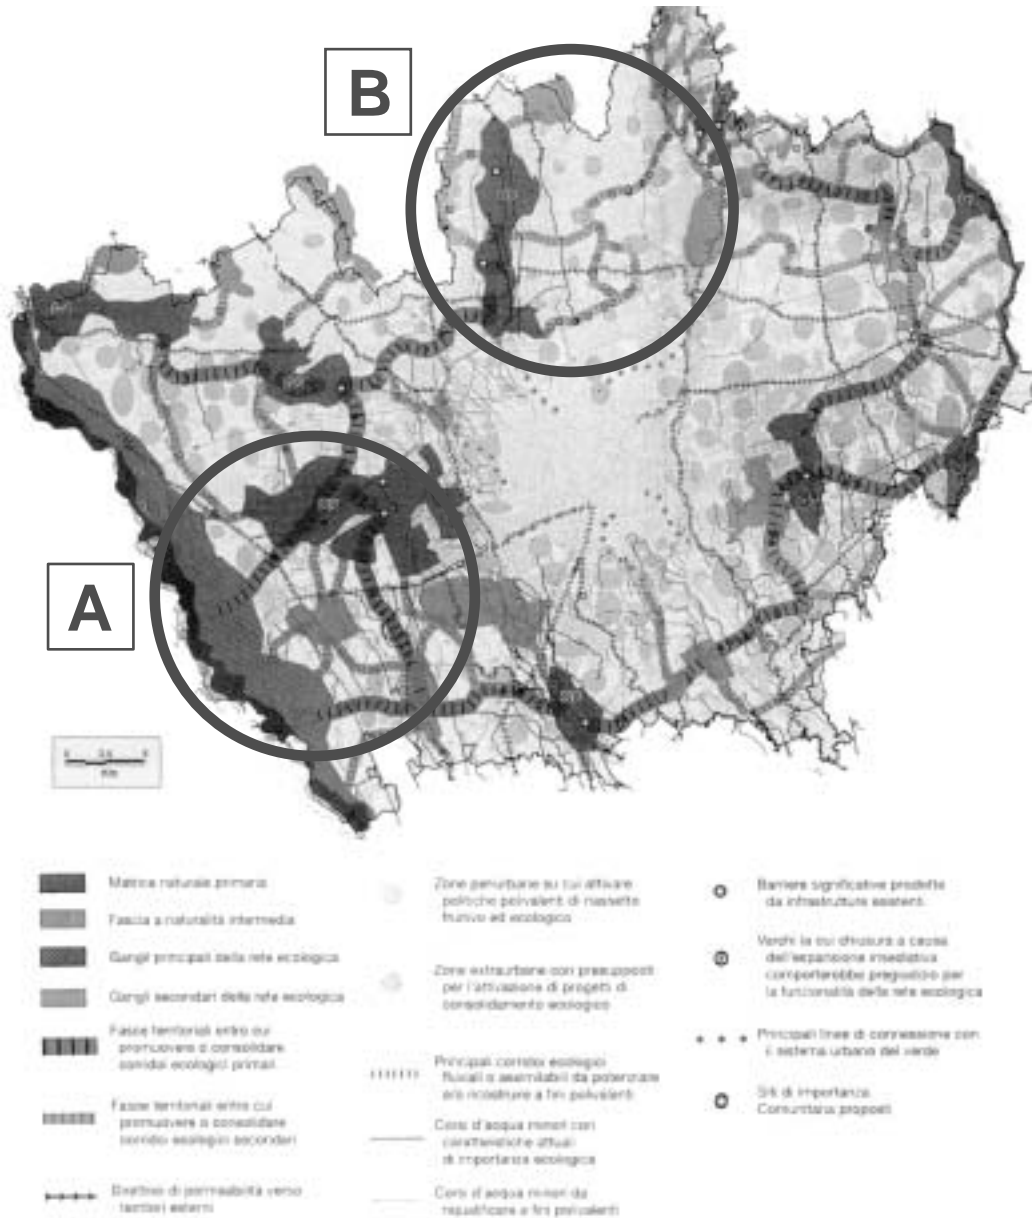 B
A
Km
Matrice naturale primaria
Fascia a naturalità intermedia
Gangli principali della rete ecologica
Gangli secondari della rete ecologica
Fasce territoriali entro cui
promuovere o consolidare
corridoi ecologici primari
Fasce territoriali entro cui
promuovere o consolidare
corridoi ecologici secondari
Direttrici di permeabilità verso
territori esterni
Zone periurbane su cui attivare
politiche polivalenti di riassetto
fruitivo ed ecologico
Zone extraurbane con presupposti
per l'attivazione di progetti di
consolidamento ecologico
Principali corridoi ecologici
fluviali o assimilabili da potenziare
e/o ricostruire a fini polivalenti
Corsi d'acqua minori con
caratteristiche attuali
di importanza ecologica
Corsi d'acqua minori da
riqualificare a fini polivalenti
Barriere significative prodotte
da infrastrutture esistenti
Varchi la cui chiusura a causa
dell'espansione insediativa
comporterebbe pregiudizio per
la funzionalità della rete ecologica
Principali linee di connessione con
il sistema urbano del verde
Siti di importanza
Comunitaria proposti